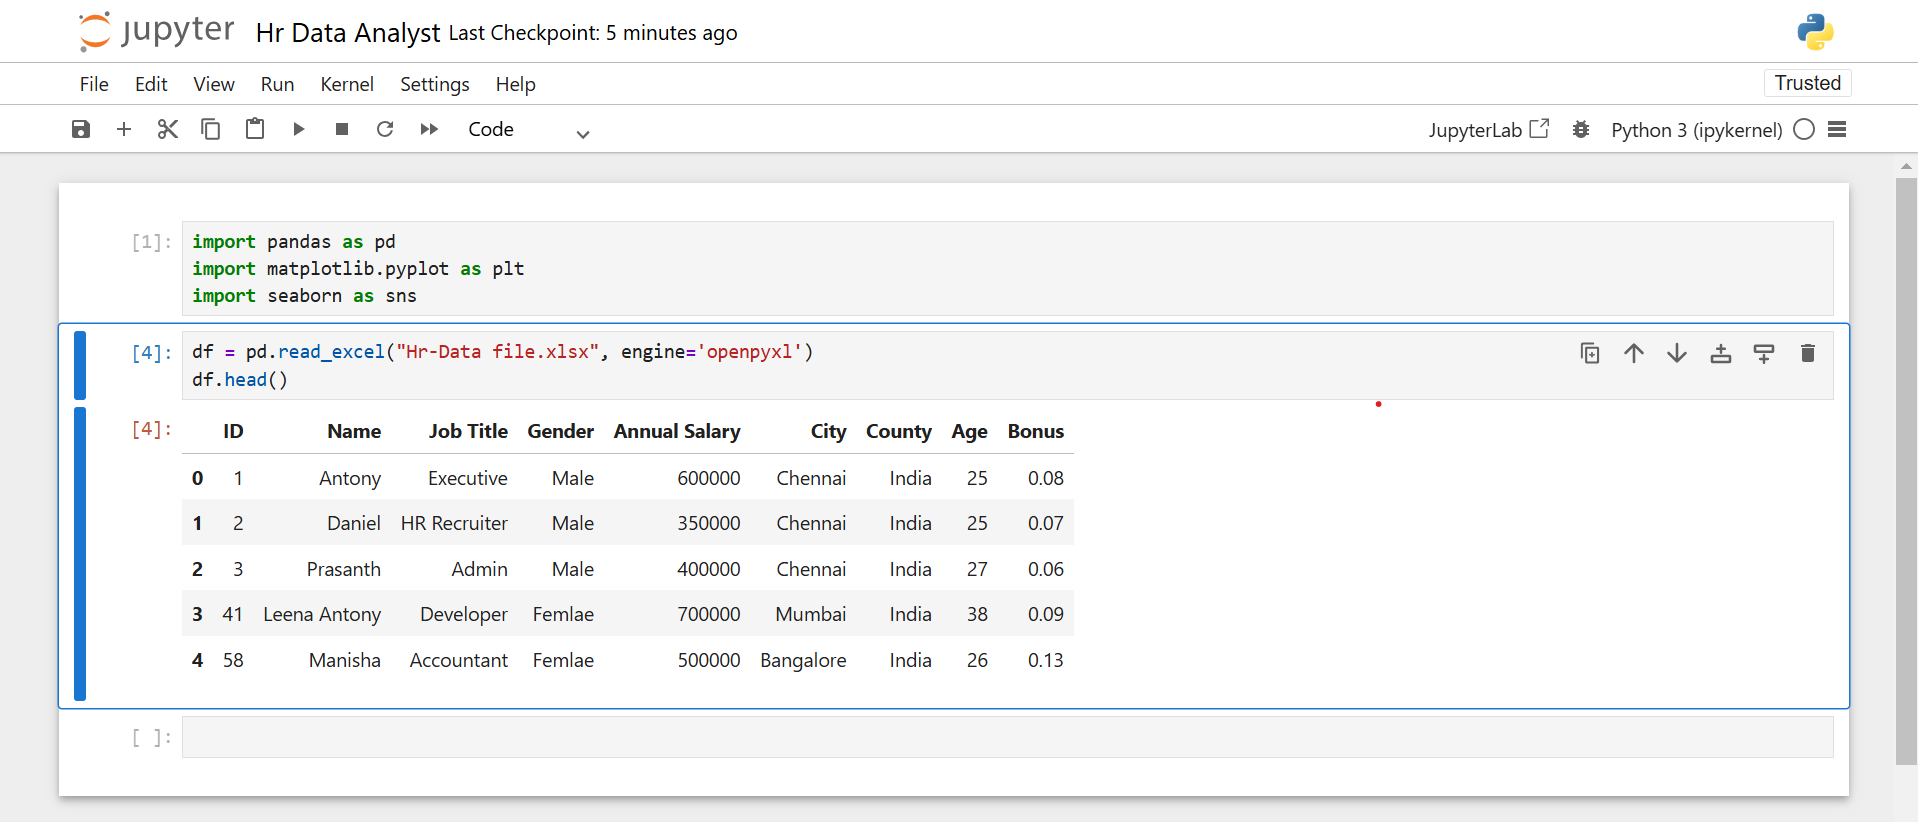 jupyter Hr Data Analyst Last Checkpoint: 5 minutes ago
File Edit View Run Kernel Settings Help Trusted
Code JupyterLab Python 3 (ipykernel)
[1]: import pandas as pd
import matplotlib.pyplot as plt
import seaborn as sns
[4]: df = pd.read_excel("Hr-Data file.xlsx", engine='openpyxl')
df.head()
[4]: ID Name Job Title Gender Annual Salary City County Age Bonus
0 1 Antony Executive Male 600000 Chennai India 25 0.08
1 2 Daniel HR Recruiter Male 350000 Chennai India 25 0.07
2 3 Prasanth Admin Male 400000 Chennai India 27 0.06
3 41 Leena Antony Developer Femlae 700000 Mumbai India 38 0.09
4 58 Manisha Accountant Femlae 500000 Bangalore India 26 0.13
[ ]: